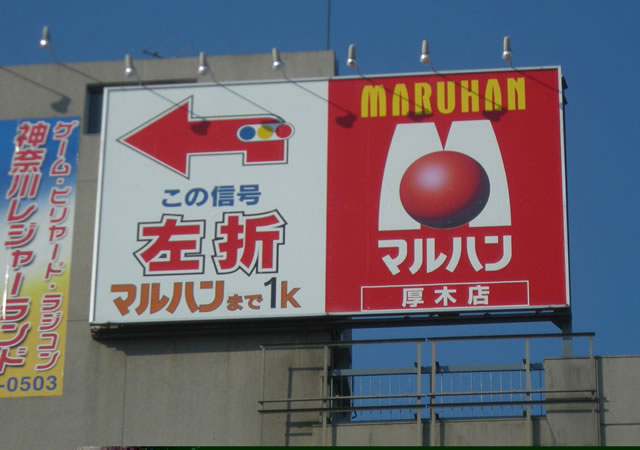 ゲーム・ビリヤード・ラジコン
神奈川レジャーランド
-0503
この信号
左折
マルハンまで1k
MARUHAN
マルハン
厚木店